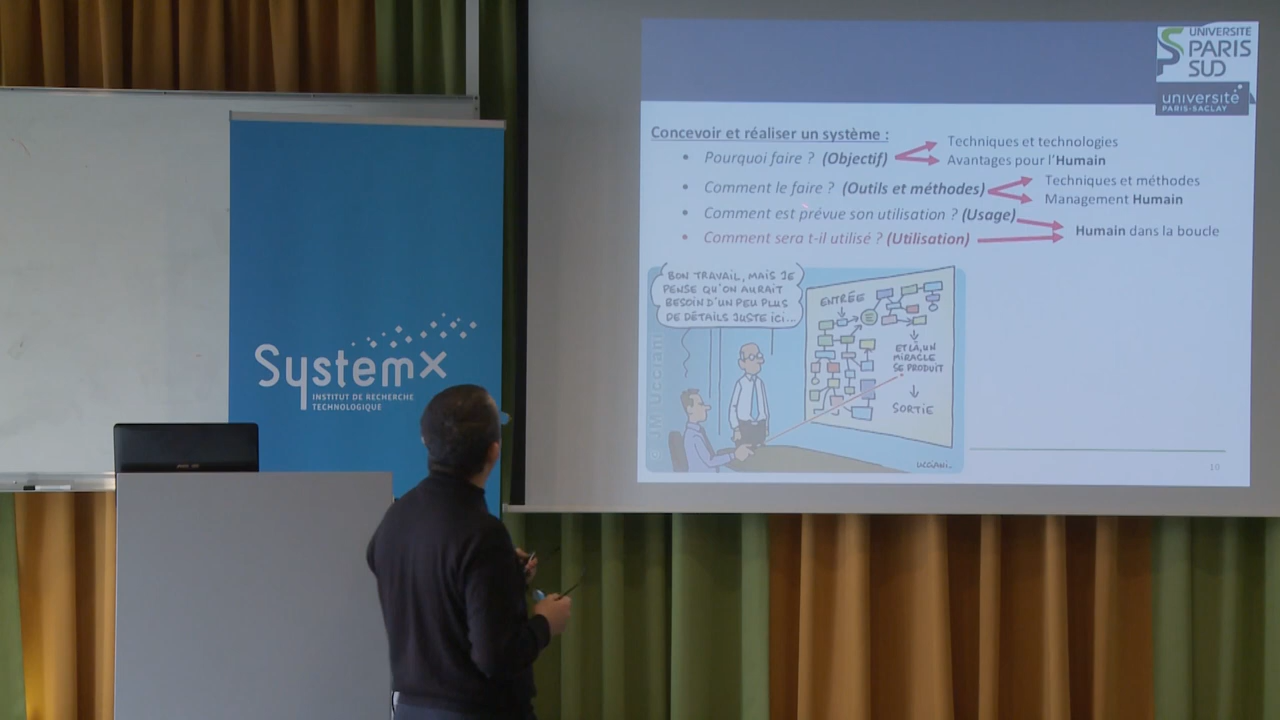 UNIVERSITE
PARIS
SUD
université
PARIS-SACLAY
Concevoir et réaliser un système :
• Pourquoi faire ? (Objectif)
Techniques et technologies
Avantages pour l'Humain
• Comment le faire ? (Outils et méthodes)
Techniques et méthodes
Management Humain
• Comment est prévue son utilisation ? (Usage)
• Comment sera t-il utilisé ? (Utilisation)
Humain dans la boucle
BON TRAVAIL, MAIS JE
PENSE QU'ON AURAIT
BESOIN D'UN PEU PLUS
DE DÉTAILS JUSTE ICI...
ENTRÉE
ET LÀ, UN
MIRACLE
SE PRODUIT
SORTIE
UCCIANI
10
SystemX
INSTITUT DE RECHERCHE
TECHNOLOGIQUE